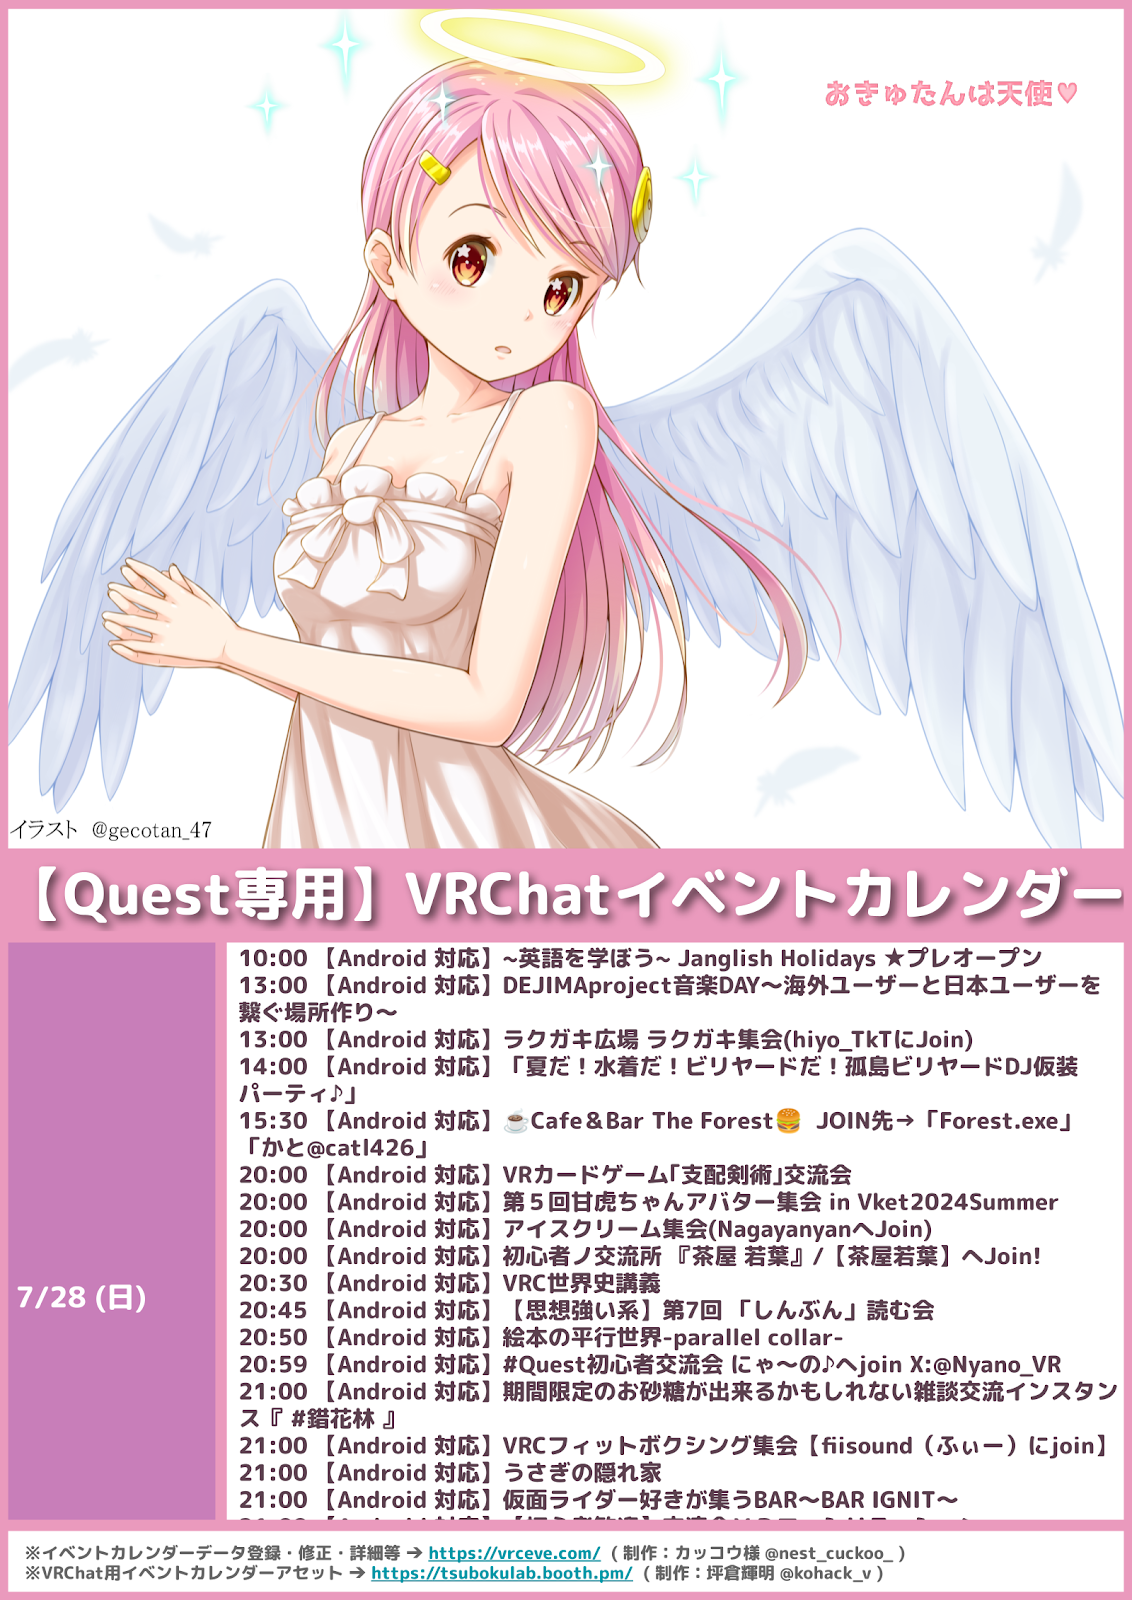 おきゅたんは天使♥
イラスト @gecotan_47
【Quest専用】VRChatイベントカレンダー
7/28 (日)
10:00 【Android 対応】~英語を学ぼう~ Janglish Holidays ★プレオープン
13:00 【Android 対応】DEJIMAproject音楽DAY～海外ユーザーと日本ユーザーを
繋ぐ場所作り～
13:00 【Android 対応】ラクガキ広場 ラクガキ集会(hiyo_TkTにJoin)
14:00 【Android 対応】「夏だ！水着だ！ビリヤードだ！孤島ビリヤードDJ仮装
パーティ♪」
15:30 【Android 対応】☕Cafe＆Bar The Forest🍔 JOIN先→「Forest.exe」
「かと@catl426」
20:00 【Android 対応】VRカードゲーム｢支配剣術｣交流会
20:00 【Android 対応】第５回甘虎ちゃんアバター集会 in Vket2024Summer
20:00 【Android 対応】アイスクリーム集会(NagayanyanへJoin)
20:00 【Android 対応】初心者ノ交流所 『茶屋 若葉』/【茶屋若葉】へJoin!
20:30 【Android 対応】VRC世界史講義
20:45 【Android 対応】【思想強い系】第7回 「しんぶん」読む会
20:50 【Android 対応】絵本の平行世界-parallel collar-
20:59 【Android 対応】#Quest初心者交流会 にゃ～の♪へjoin X:@Nyano_VR
21:00 【Android 対応】期間限定のお砂糖が出来るかもしれない雑談交流インスタン
ス『 #錯花林 』
21:00 【Android 対応】VRCフィットボクシング集会【fiisound（ふぃー）にjoin】
21:00 【Android 対応】うさぎの隠れ家
21:00 【Android 対応】仮面ライダー好きが集うBAR～BAR IGNIT～
※イベントカレンダーデータ登録・修正・詳細等 ➔ https://vrceve.com/ ( 制作：カッコウ様 @nest_cuckoo_ )
※VRChat用イベントカレンダーアセット ➔ https://tsubokulab.booth.pm/ ( 制作：坪倉輝明 @kohack_v )